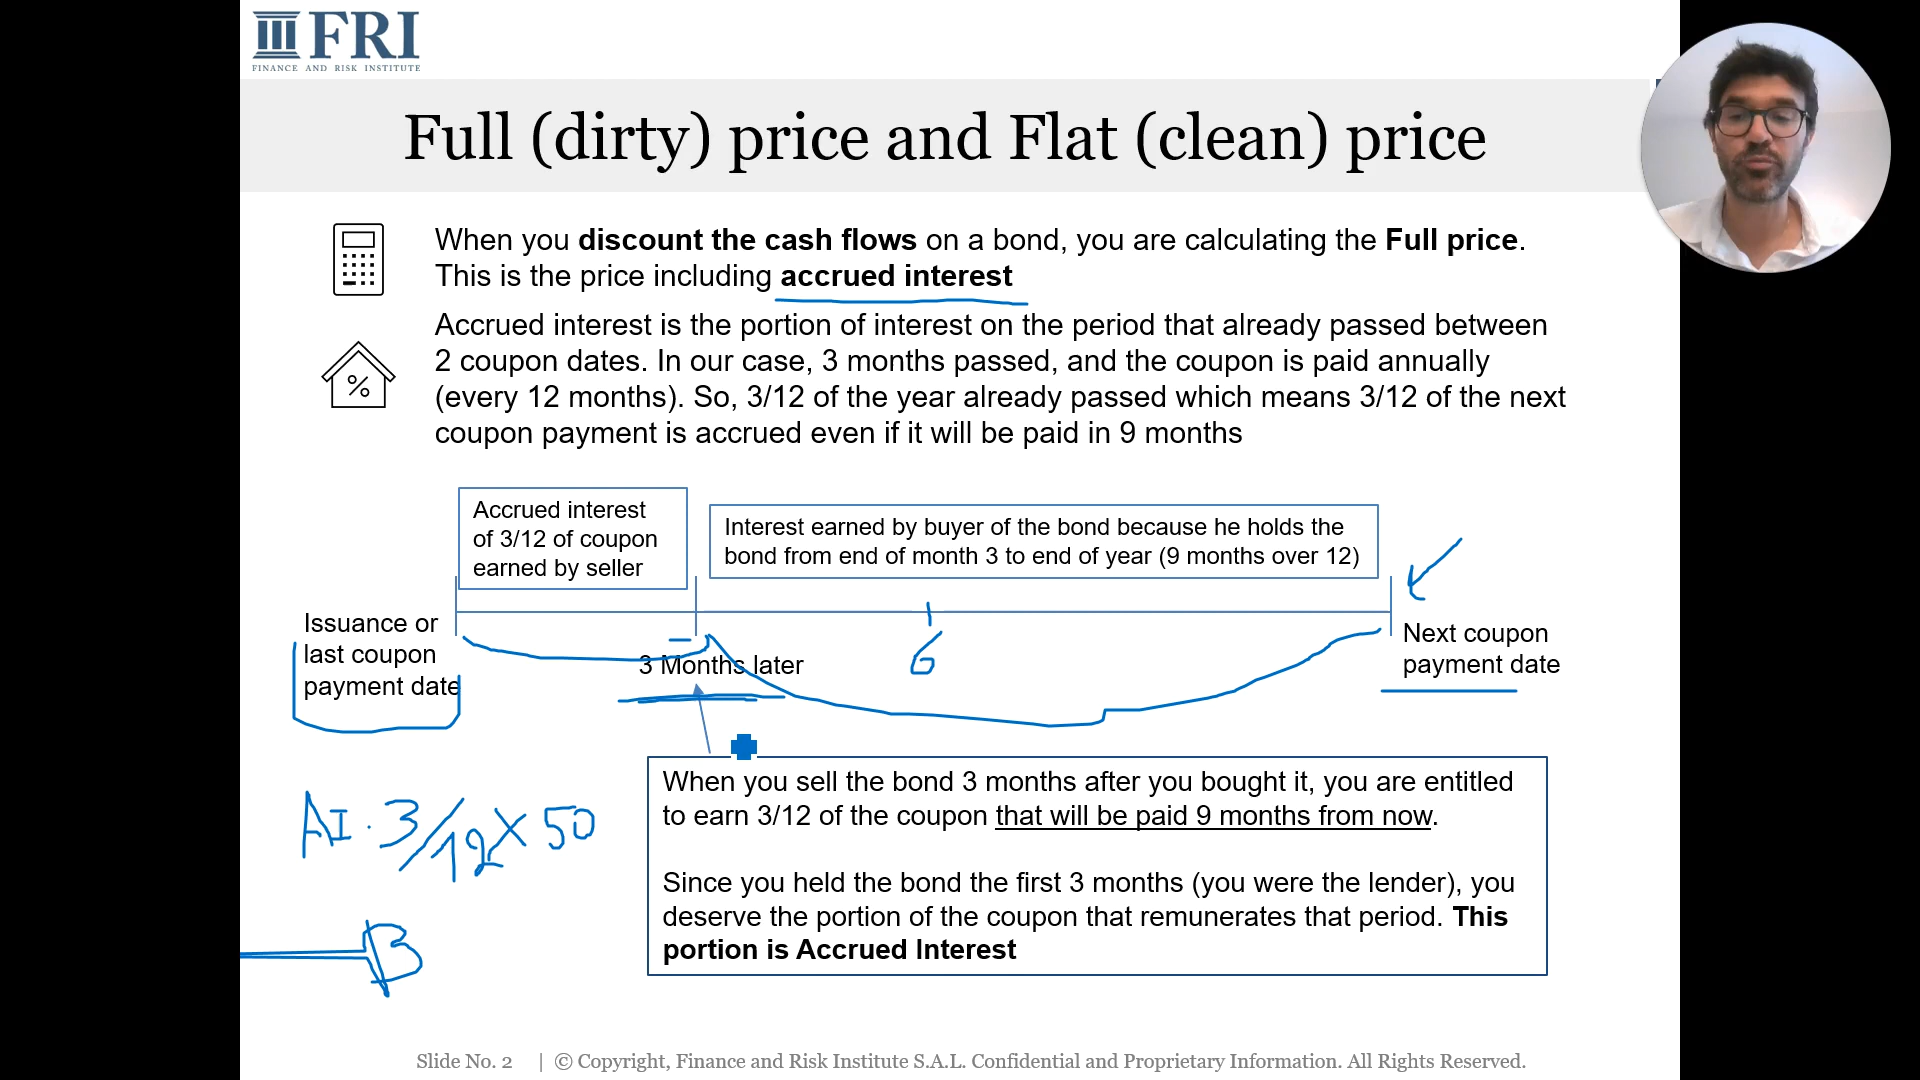 FRI
FINANCE AND RISK INSTITUTE
Full (dirty) price and Flat (clean) price
When you discount the cash flows on a bond, you are calculating the Full price.
This is the price including accrued interest
Accrued interest is the portion of interest on the period that already passed between
2 coupon dates. In our case, 3 months passed, and the coupon is paid annually
(every 12 months). So, 3/12 of the year already passed which means 3/12 of the next
coupon payment is accrued even if it will be paid in 9 months
%
Accrued interest
of 3/12 of coupon
earned by seller
Interest earned by buyer of the bond because he holds the
bond from end of month 3 to end of year (9 months over 12)
Issuance or
last coupon
payment date
3 Months later
6
Next coupon
payment date
When you sell the bond 3 months after you bought it, you are entitled
to earn 3/12 of the coupon that will be paid 9 months from now.
Since you held the bond the first 3 months (you were the lender), you
deserve the portion of the coupon that remunerates that period. This
portion is Accrued Interest
AI. 3/12 X 50
B
Slide No. 2 | © Copyright, Finance and Risk Institute S.A.L. Confidential and Proprietary Information. All Rights Reserved.